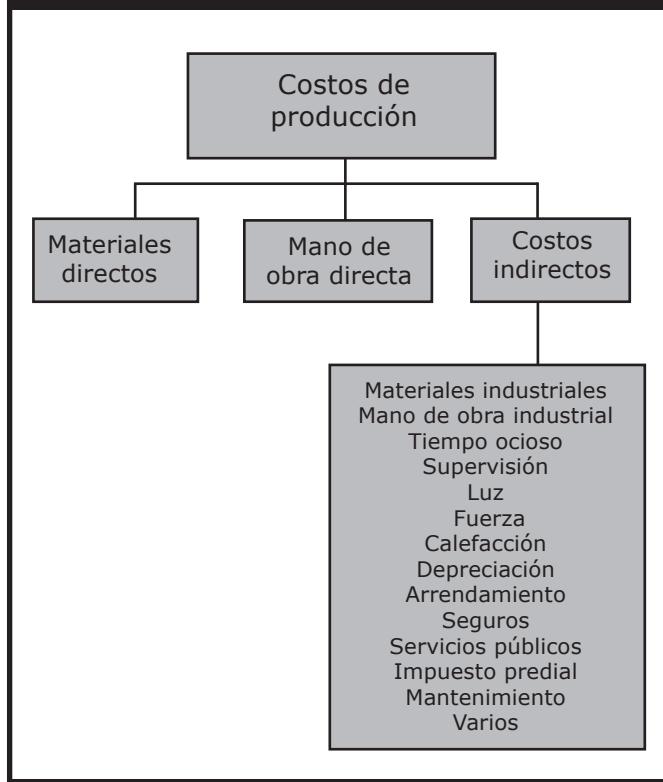 Costos de
producción
Materiales
directos
Mano de
obra directa
Costos
indirectos
Materiales industriales
Mano de obra industrial
Tiempo ocioso
Supervisión
Luz
Fuerza
Calefacción
Depreciación
Arrendamiento
Seguros
Servicios públicos
Impuesto predial
Mantenimiento
Varios